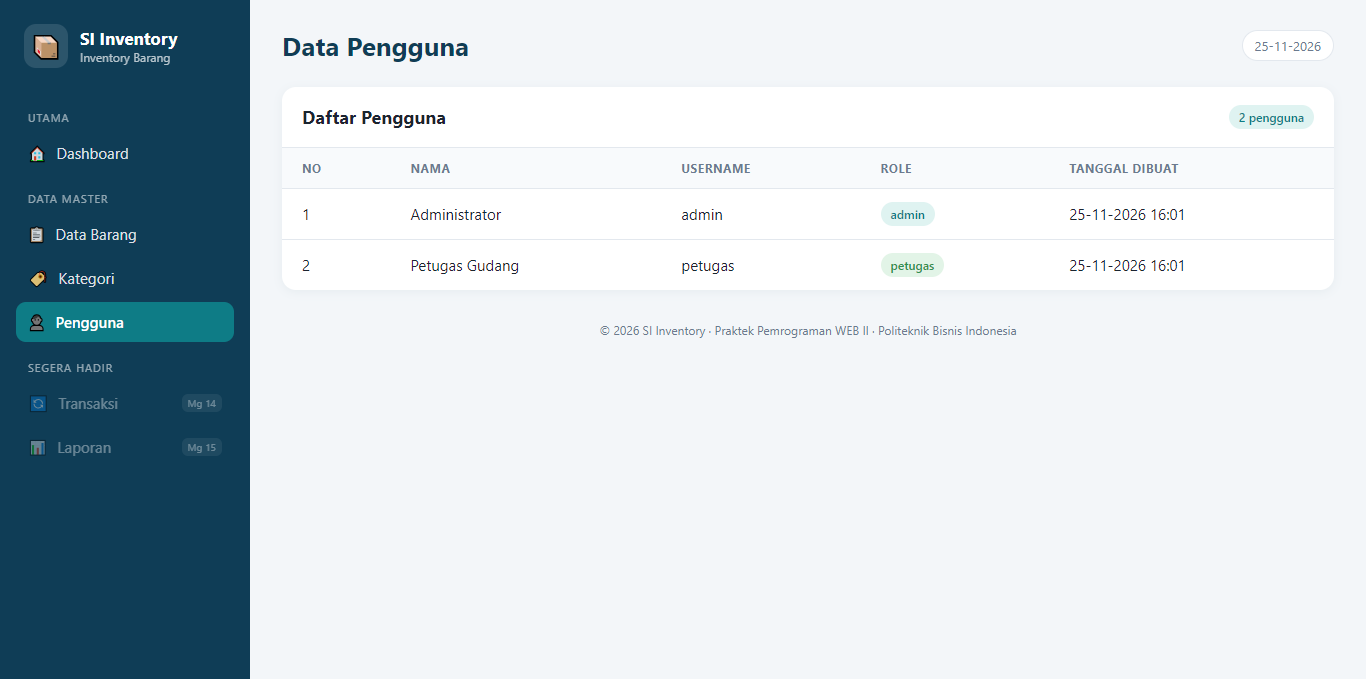 SI Inventory
Inventory Barang
UTAMA
Dashboard
DATA MASTER
Data Barang
Kategori
Pengguna
SEGERA HADIR
Transaksi Mg 14
Laporan Mg 15
Data Pengguna 25-11-2026
Daftar Pengguna 2 pengguna
NO NAMA USERNAME ROLE TANGGAL DIBUAT
1 Administrator admin admin 25-11-2026 16:01
2 Petugas Gudang petugas petugas 25-11-2026 16:01
© 2026 SI Inventory · Praktek Pemrograman WEB II · Politeknik Bisnis Indonesia